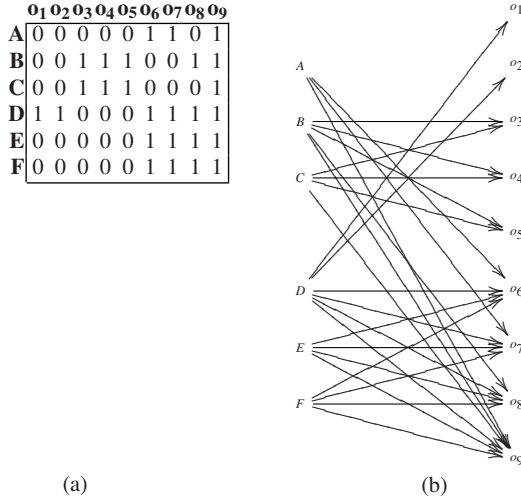 o1 o2 o3 o4 o5 o6 o7 o8 o9
A 0 0 0 0 0 1 1 0 1
B 0 0 1 1 1 0 0 1 1
C 0 0 1 1 1 0 0 0 1
D 1 1 0 0 0 1 1 1 1
E 0 0 0 0 0 1 1 1 1
F 0 0 0 0 0 1 1 1 1
(a)
o1
o2
A
B o3
C o4
o5
D o6
E o7
F o8
o9
(b)